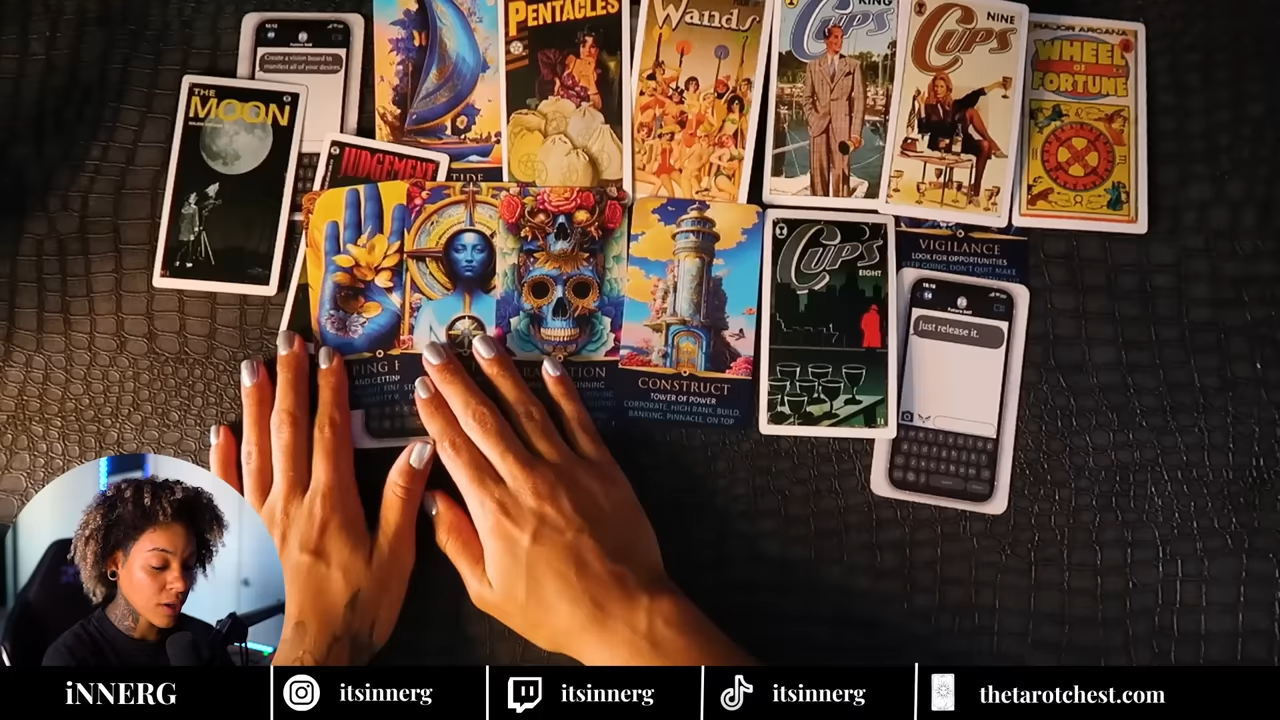 Create a vision board to
manifest all of your desires
THE
MOON
JUDGEMENT
TIDE
PENTACLES
Wands
KING
Cups
NINE
Cups
MAJOR ARCANA
WHEEL
OF
FORTUNE
CONSTRUCT
TOWER OF POWER
CORPORATE, HIGH RANK, BUILD,
BANKING, PINNACLE, ON TOP
Cups
EIGHT
VIGILANCE
LOOK FOR OPPORTUNITIES
KEEP GOING, DON'T QUIT, MAKE
Future Self
Just release it.
iNNERG
itsinnerg
itsinnerg
itsinnerg
thetarotchest.com